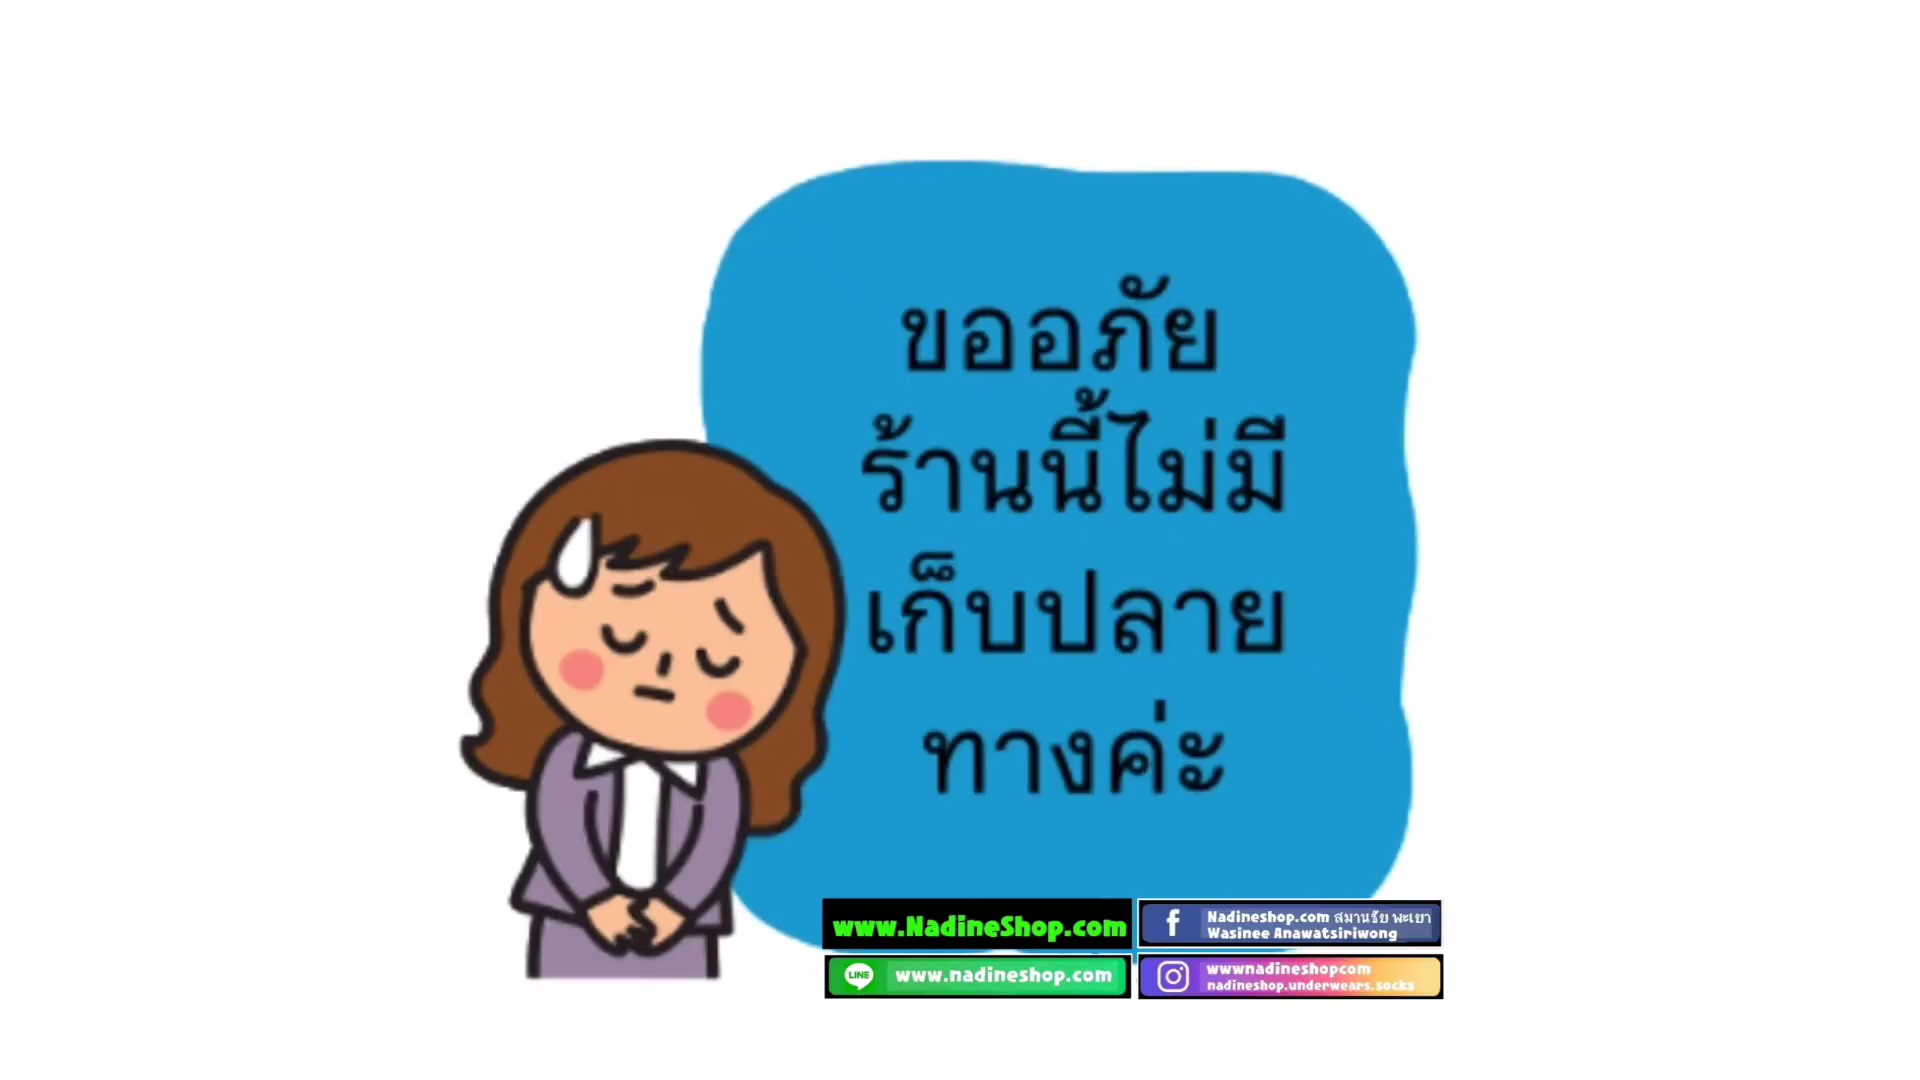 ขออภัย
ร้านนี้ไม่มี
เก็บปลาย
ทางค่ะ
www.NadineShop.com
Nadineshop.com สมานชัย พะเยา
Wasinee Anawatsiriwong
LINE
www.nadineshop.com
wwwnadineshopcom
nadineshop.underwears.socks